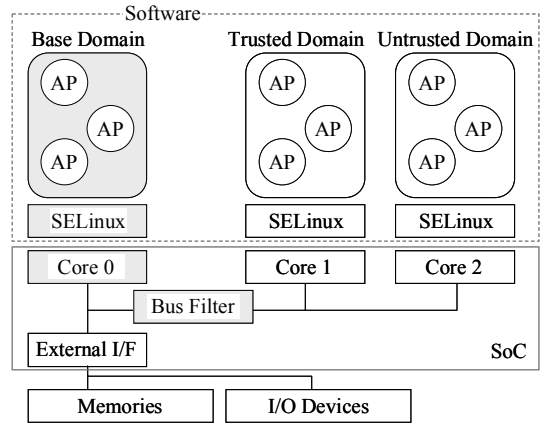 Software
Base Domain
Trusted Domain
Untrusted Domain
AP
AP
AP
AP
AP
AP
AP
AP
AP
SELinux
SELinux
SELinux
Core 0
Core 1
Core 2
Bus Filter
External I/F
SoC
Memories
I/O Devices